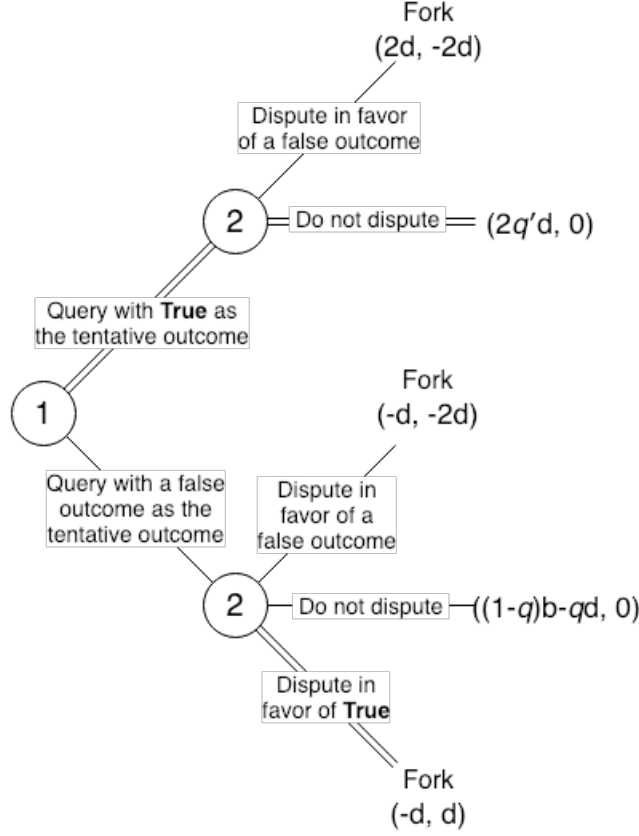 Fork
(2d, -2d)
Dispute in favor
of a false outcome
2
Do not dispute
(2q′d, 0)
Query with True as
the tentative outcome
Fork
(-d, -2d)
1
Query with a false
outcome as the
tentative outcome
Dispute in
favor of a
false outcome
2
Do not dispute
((1-q)b-qd, 0)
Dispute in
favor of True
Fork
(-d, d)